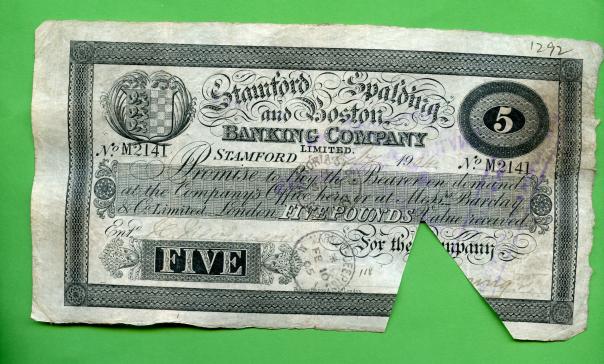 1292
Stamford Spalding
and Boston
BANKING COMPANY
LIMITED.
5
No M2141 STAMFORD 19 No M2141
Promise to pay the Bearer on demand
at the Company's Office here or at Messrs Barclay
& Co. Limited London FIVE POUNDS Value received
Entd For the Company
FIVE